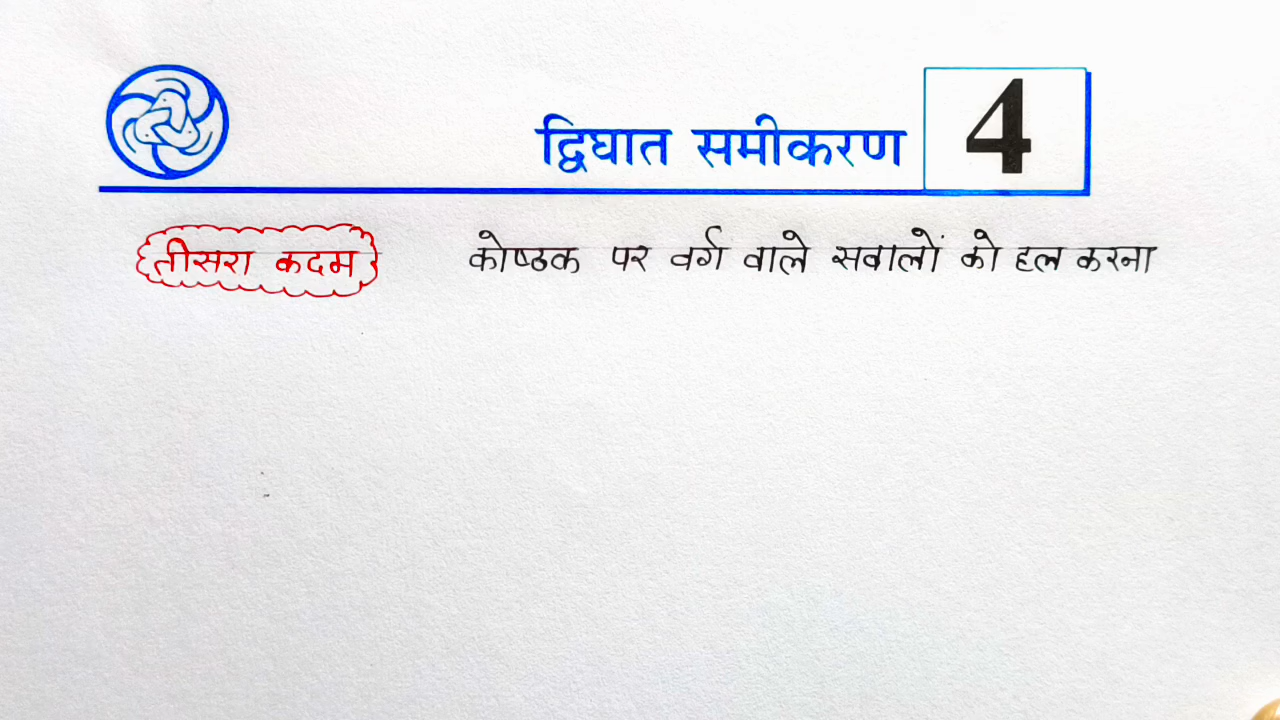 द्विघात समीकरण 4
तीसरा कदम कोष्ठक पर वर्ग वाले सवालों को हल करना